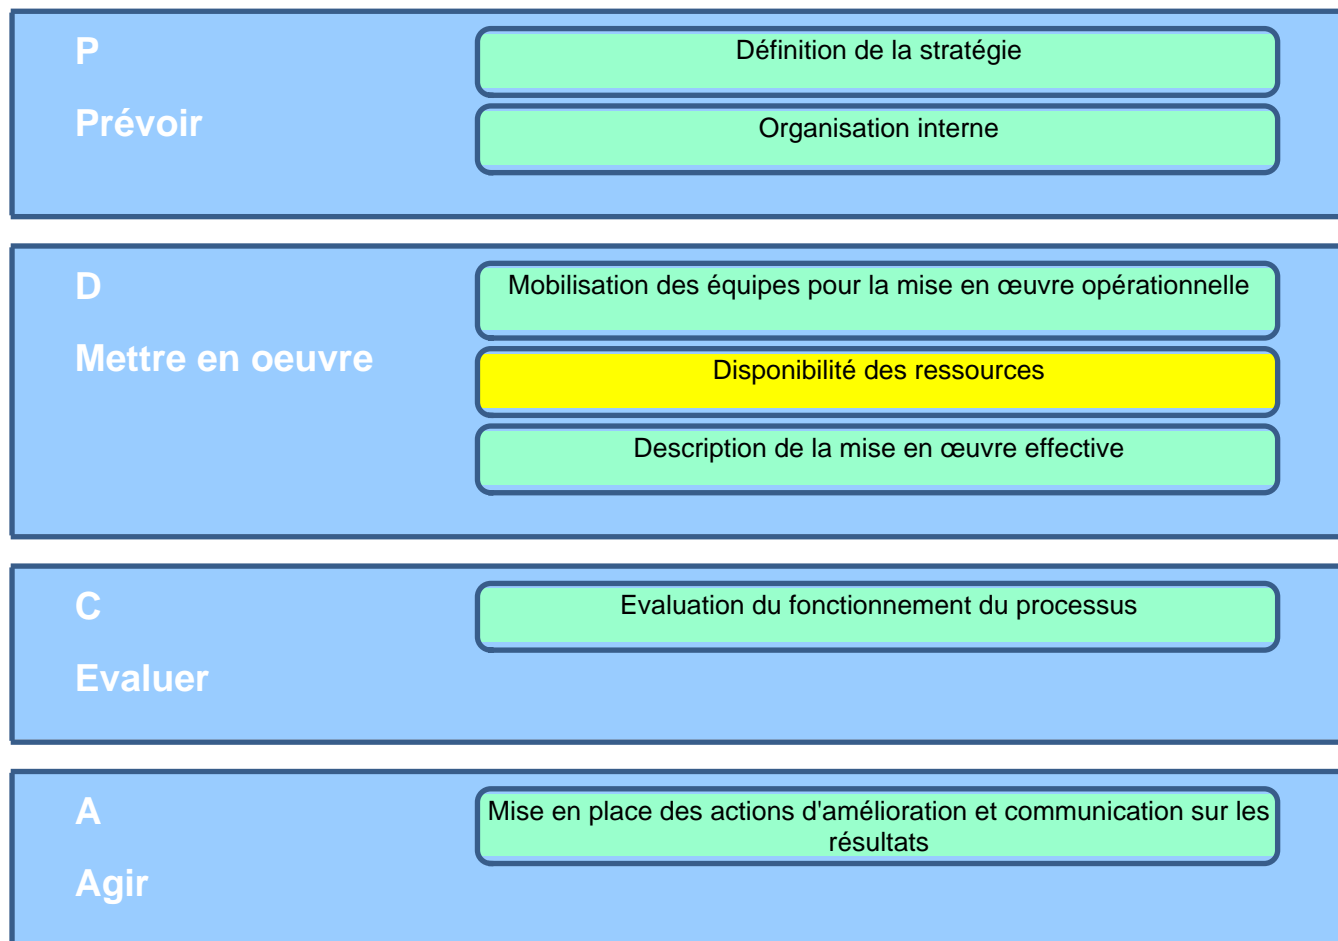 P
Prévoir
Définition de la stratégie
Organisation interne
D
Mettre en oeuvre
Mobilisation des équipes pour la mise en œuvre opérationnelle
Disponibilité des ressources
Description de la mise en œuvre effective
C
Evaluer
Evaluation du fonctionnement du processus
A
Agir
Mise en place des actions d'amélioration et communication sur les
résultats